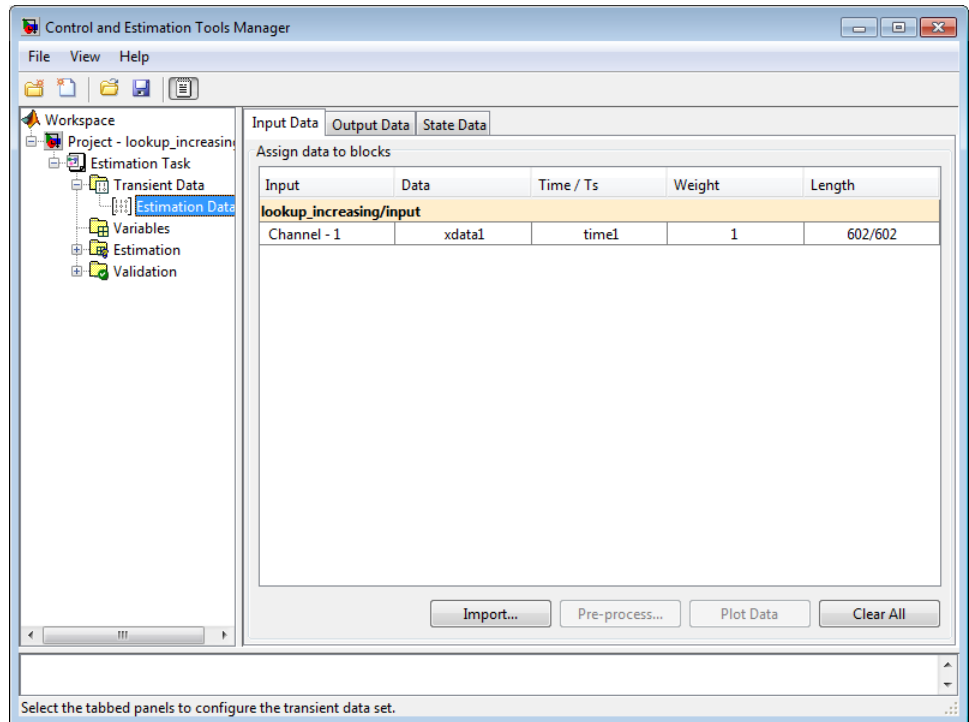 Control and Estimation Tools Manager
File View Help
Workspace
Project - lookup_increasing
Estimation Task
Transient Data
Estimation Data
Variables
Estimation
Validation
Input Data Output Data State Data
Assign data to blocks
Input Data Time / Ts Weight Length
lookup_increasing/input
Channel - 1 xdata1 time1 1 602/602
Import... Pre-process... Plot Data Clear All
Select the tabbed panels to configure the transient data set.